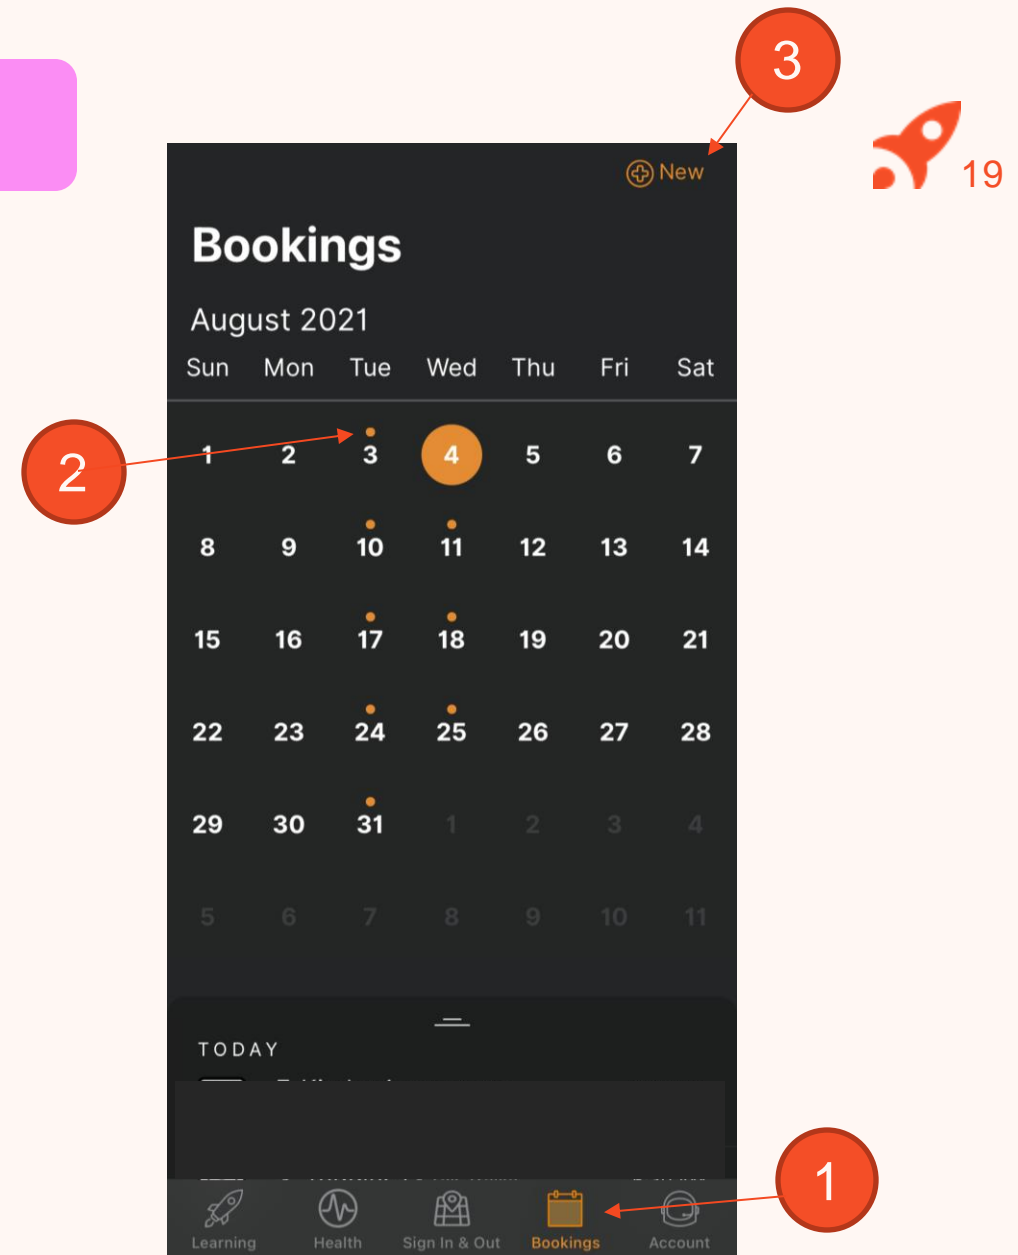 3
19
New
Bookings
August 2021
Sun Mon Tue Wed Thu Fri Sat
2
1 2 3 4 5 6 7
8 9 10 11 12 13 14
15 16 17 18 19 20 21
22 23 24 25 26 27 28
29 30 31 1 2 3 4
5 6 7 8 9 10 11
TODAY
1
Learning Health Sign In & Out Bookings Account